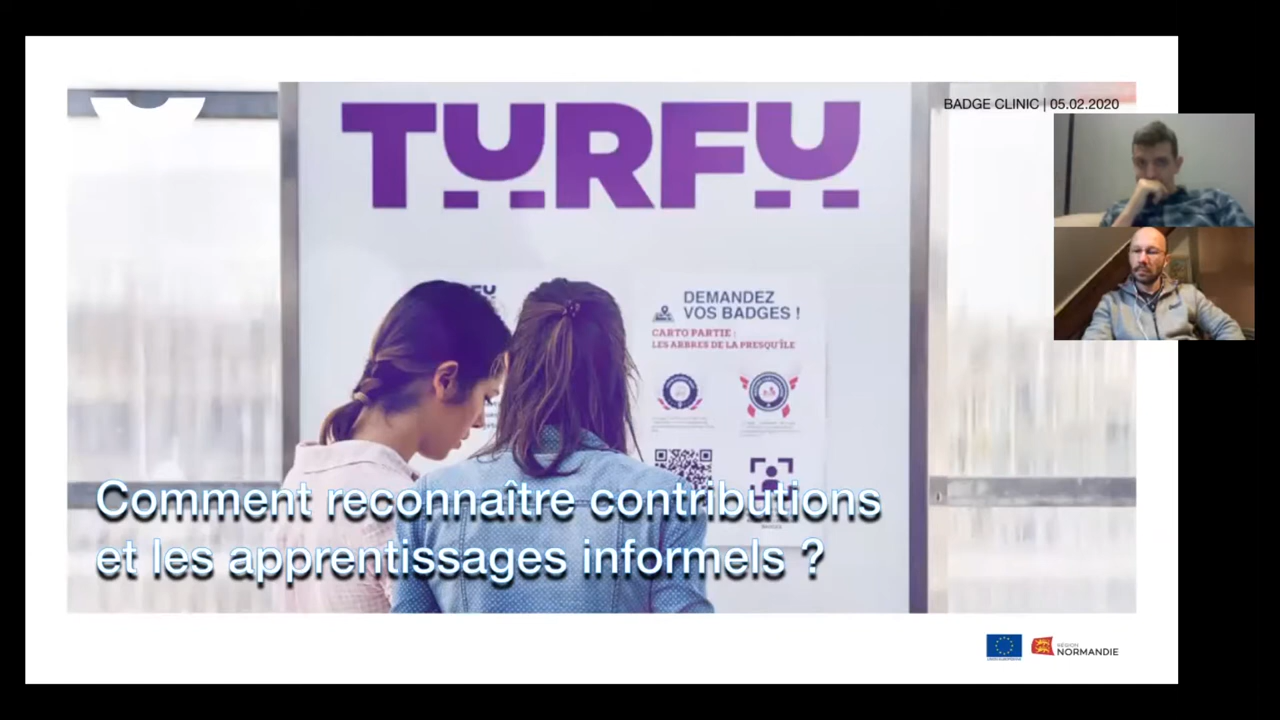 BADGE CLINIC | 05.02.2020
TURFU
DEMANDEZ
VOS BADGES !
CARTO PARTIE :
LES ARBRES DE LA PRESQU'ÎLE
Comment reconnaître contributions
et les apprentissages informels ?
RÉGION
NORMANDIE